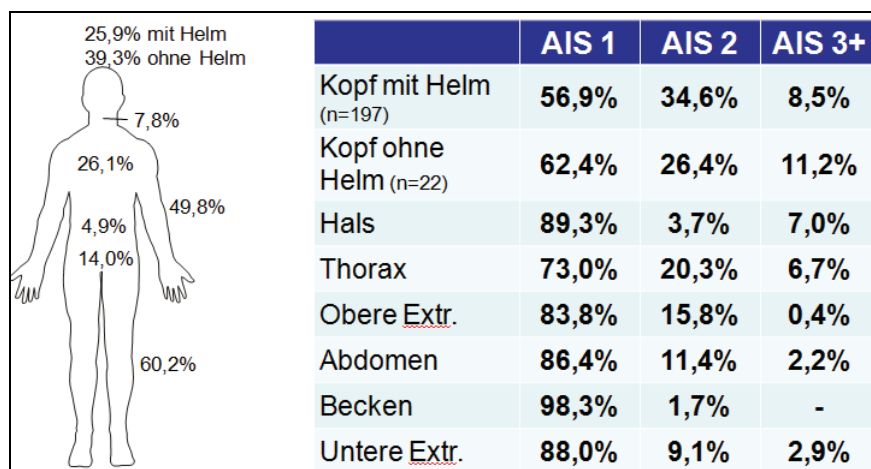 25,9% mit Helm
39,3% ohne Helm
7,8%
26,1%
49,8%
4,9%
14,0%
60,2%
AIS 1 AIS 2 AIS 3+
Kopf mit Helm
(n=197) 56,9% 34,6% 8,5%
Kopf ohne
Helm (n=22) 62,4% 26,4% 11,2%
Hals 89,3% 3,7% 7,0%
Thorax 73,0% 20,3% 6,7%
Obere Extr. 83,8% 15,8% 0,4%
Abdomen 86,4% 11,4% 2,2%
Becken 98,3% 1,7% -
Untere Extr. 88,0% 9,1% 2,9%